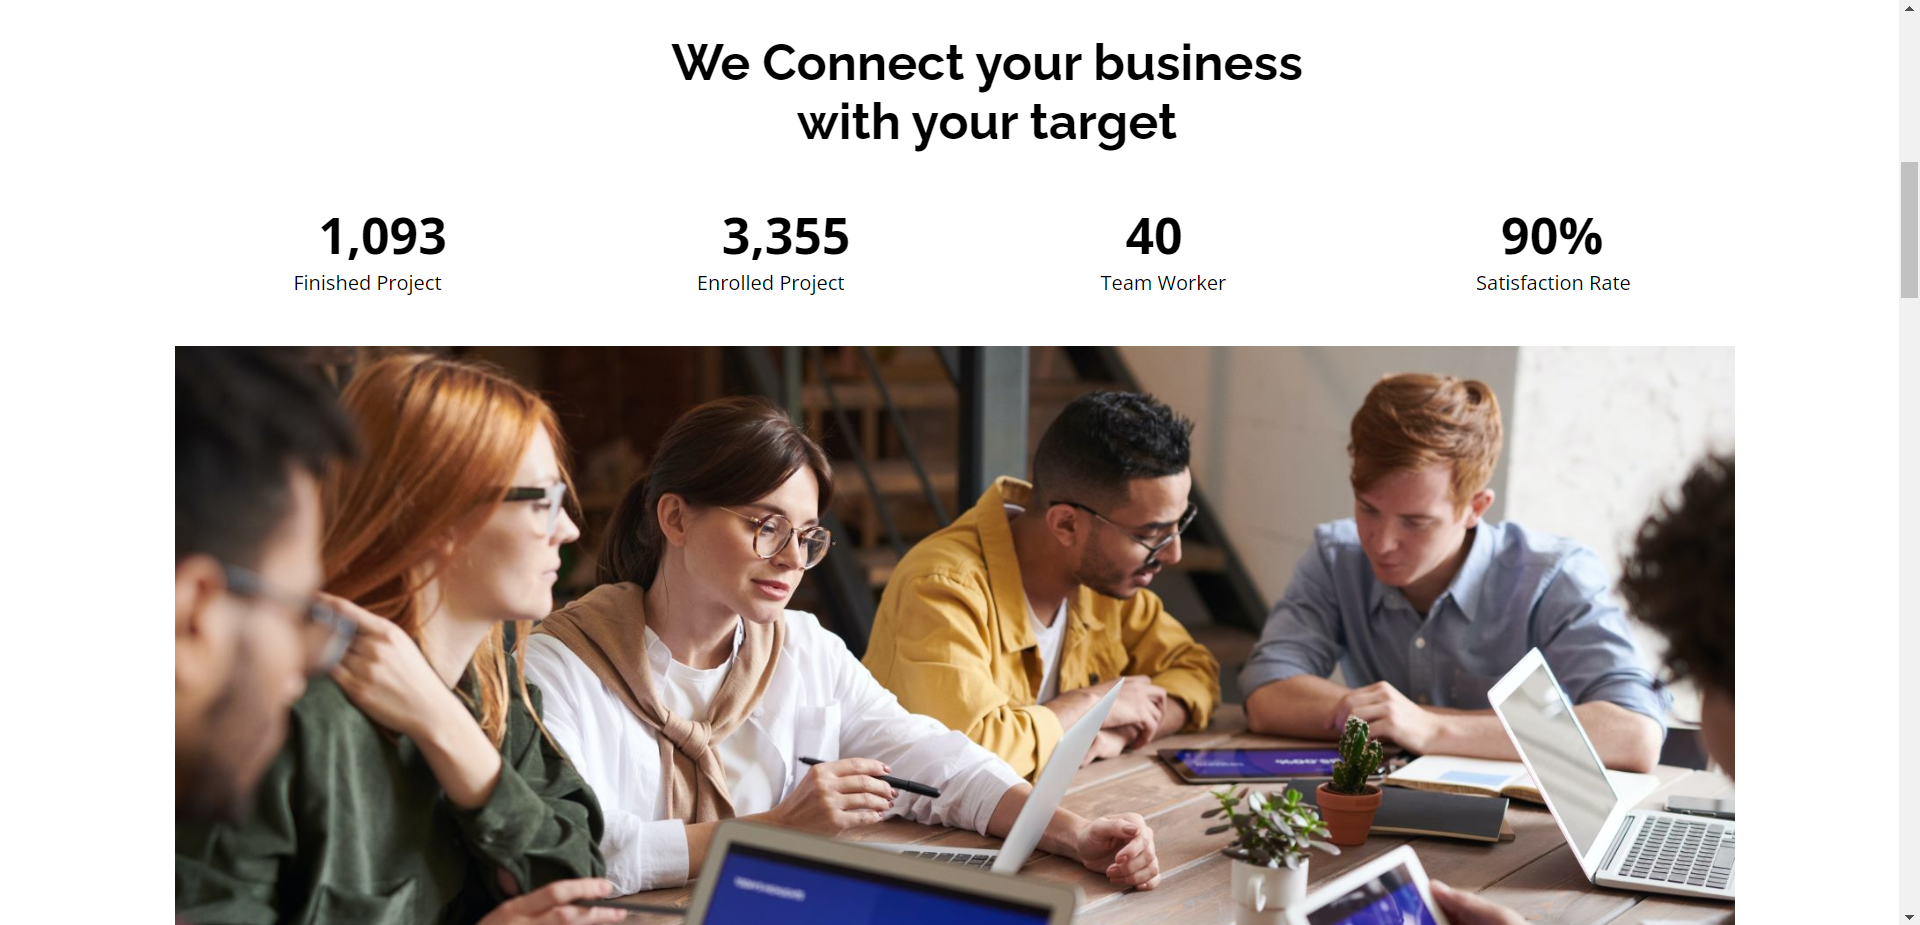 We Connect your business
with your target
1,093
Finished Project
3,355
Enrolled Project
40
Team Worker
90%
Satisfaction Rate